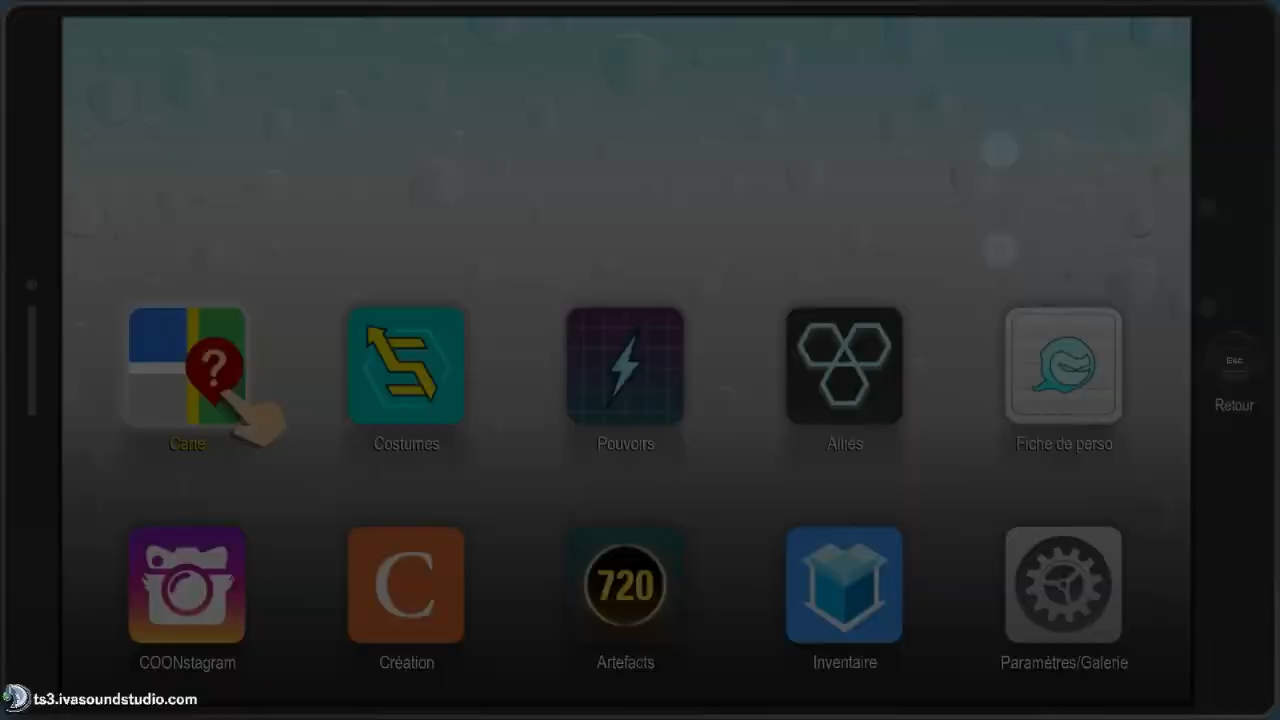 ?
Esc
Retour
Carte
Costumes
Pouvoirs
Alliés
Fiche de perso
C
720
COONstagram
Création
Artefacts
Inventaire
Paramètres/Galerie
ts3.ivasoundstudio.com